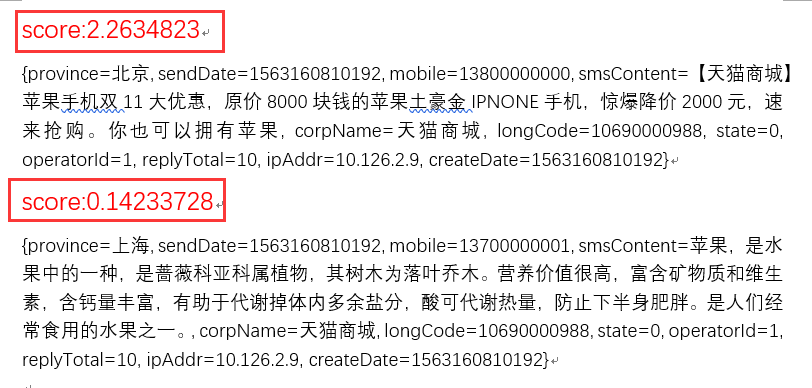 score:2.2634823
{province=北京, sendDate=1563160810192, mobile=13800000000, smsContent=【天猫商城】
苹果手机双 11 大优惠，原价 8000 块钱的苹果土豪金 IPNONE 手机，惊爆降价 2000 元，速
来抢购。你也可以拥有苹果, corpName=天猫商城, longCode=10690000988, state=0,
operatorId=1, replyTotal=10, ipAddr=10.126.2.9, createDate=1563160810192}
score:0.14233728
{province=上海, sendDate=1563160810192, mobile=13700000001, smsContent=苹果，是水
果中的一种，是蔷薇科亚科属植物，其树木为落叶乔木。营养价值很高，富含矿物质和维生
素，含钙量丰富，有助于代谢掉体内多余盐分，酸可代谢热量，防止下半身肥胖。是人们经
常食用的水果之一。, corpName=天猫商城, longCode=10690000988, state=0, operatorId=1,
replyTotal=10, ipAddr=10.126.2.9, createDate=1563160810192}